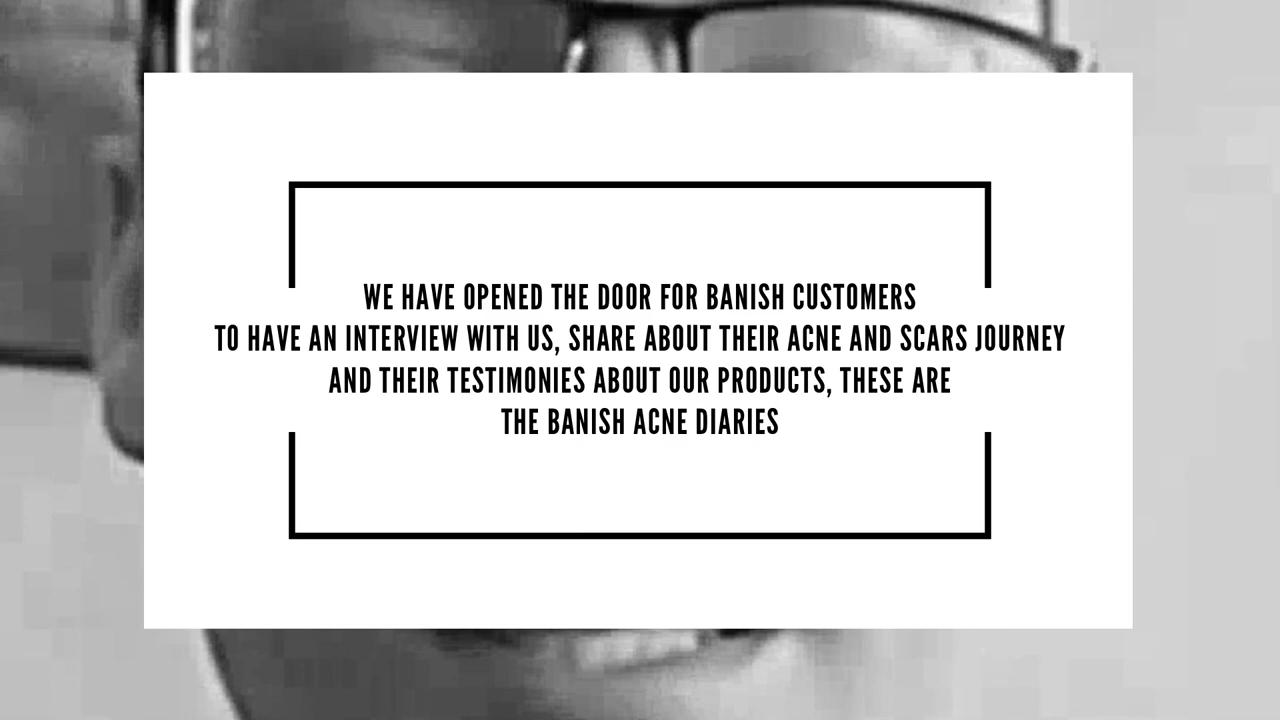 WE HAVE OPENED THE DOOR FOR BANISH CUSTOMERS
TO HAVE AN INTERVIEW WITH US, SHARE ABOUT THEIR ACNE AND SCARS JOURNEY
AND THEIR TESTIMONIES ABOUT OUR PRODUCTS, THESE ARE
THE BANISH ACNE DIARIES